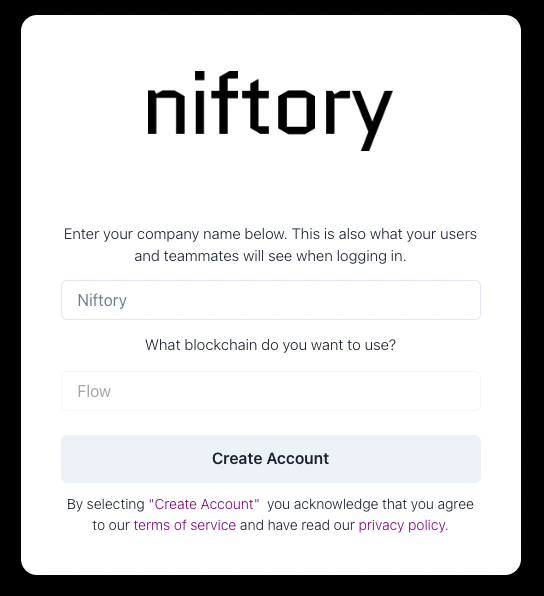 niftory
Enter your company name below. This is also what your users
and teammates will see when logging in.
Niftory
What blockchain do you want to use?
Flow
Create Account
By selecting "Create Account"  you acknowledge that you agree
to our terms of service and have read our privacy policy.